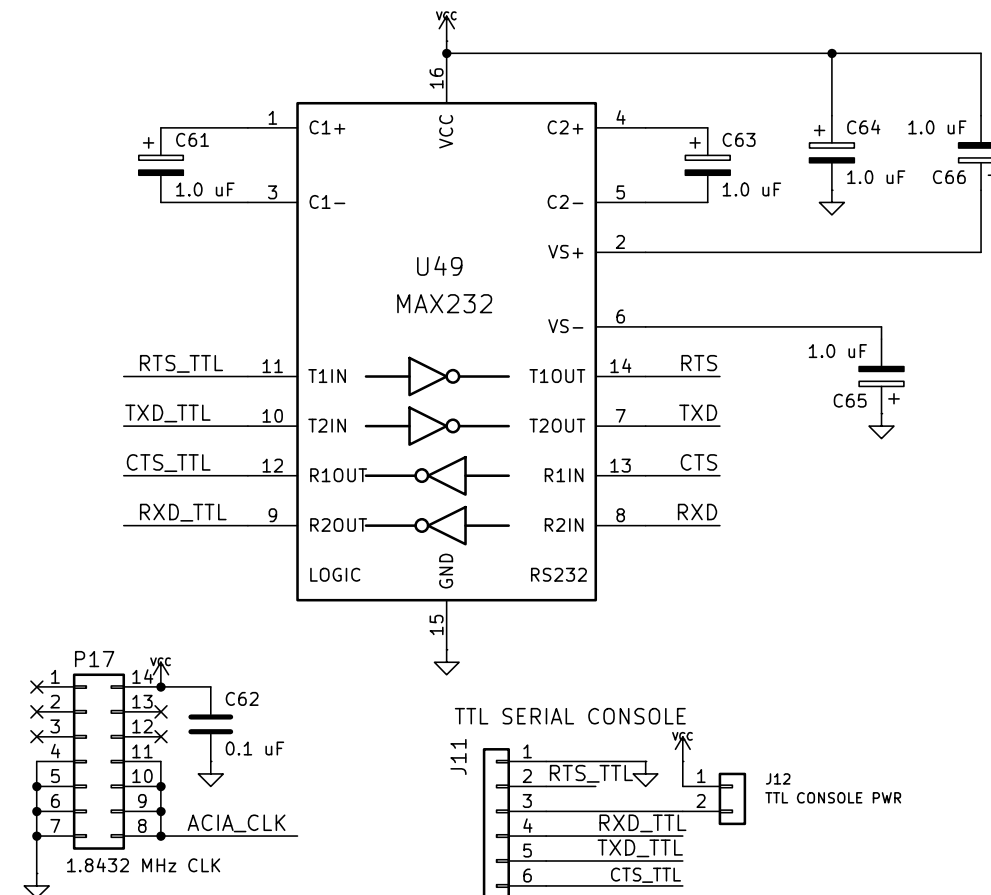 VCC
16
VCC
1 C1+
C2+ 4
+ C61
1.0 uF
3 C1-
+ C63
1.0 uF
C2- 5
+ C64
1.0 uF
1.0 uF
C66
+
VS+ 2
U49
MAX232
VS- 6
1.0 uF
C65 +
RTS_TTL 11 T1IN T1OUT 14 RTS
TXD_TTL 10 T2IN T2OUT 7 TXD
CTS_TTL 12 R1OUT R1IN 13 CTS
RXD_TTL 9 R2OUT R2IN 8 RXD
LOGIC GND RS232
15
P17 VCC
1 14
2 13
3 12
4 11
5 10
6 9
7 8 ACIA_CLK
C62
0.1 uF
1.8432 MHz CLK
TTL SERIAL CONSOLE
J11
VCC
1
2 RTS_TTL
3
4 RXD_TTL
5 TXD_TTL
6 CTS_TTL
1
2
J12
TTL CONSOLE PWR